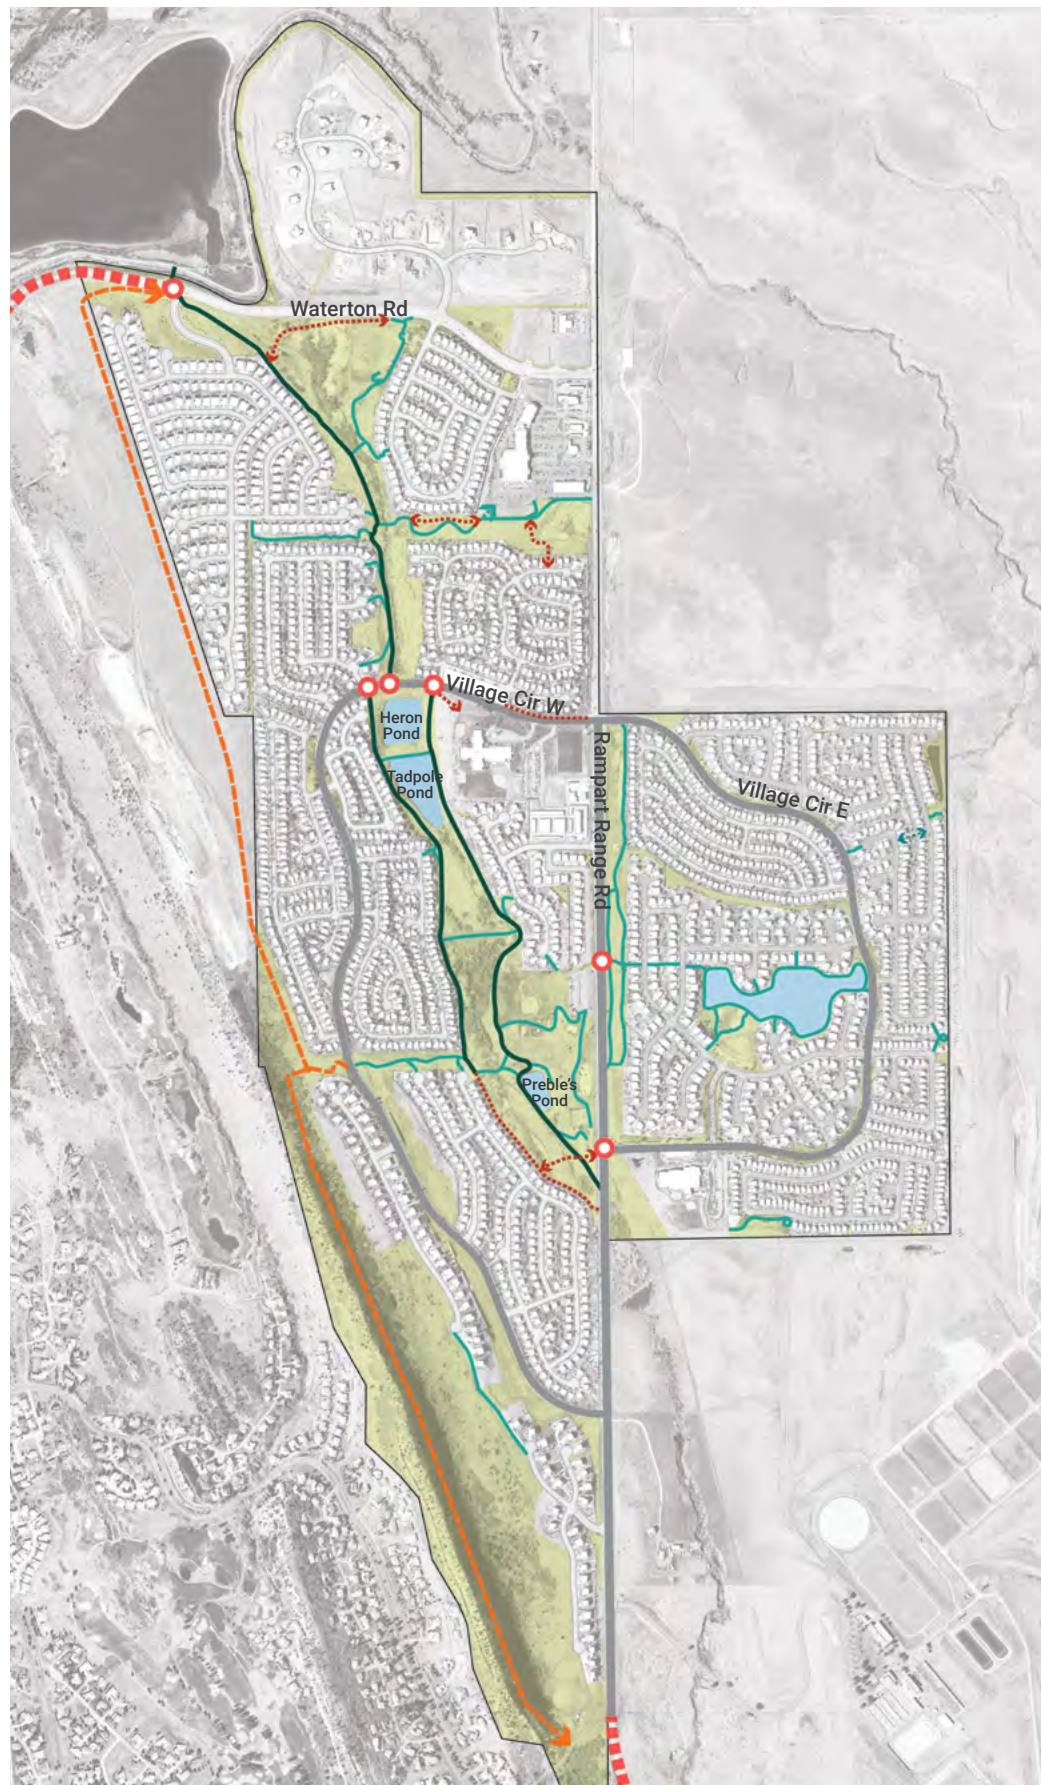 Waterton Rd
Village Cir W
Heron
Pond
Tadpole
Pond
Rampart Range Rd
Village Cir E
Preble's
Pond